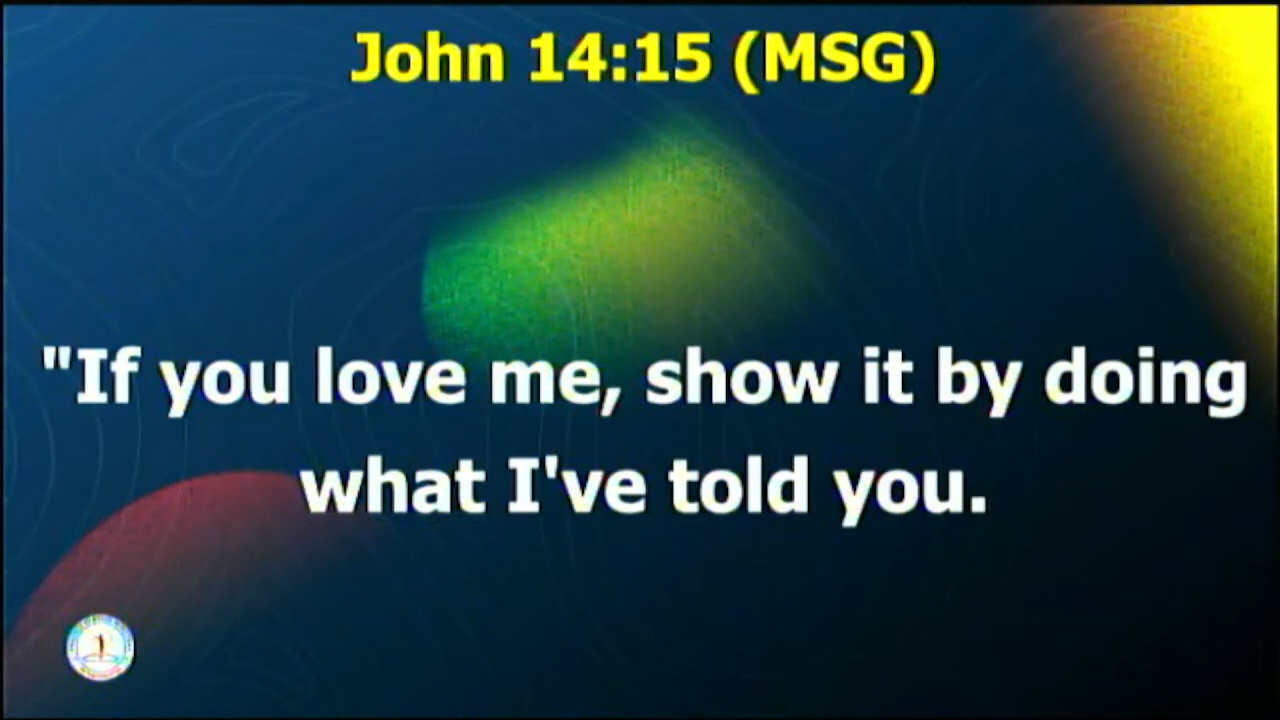 John 14:15 (MSG)
"If you love me, show it by doing
what I've told you.